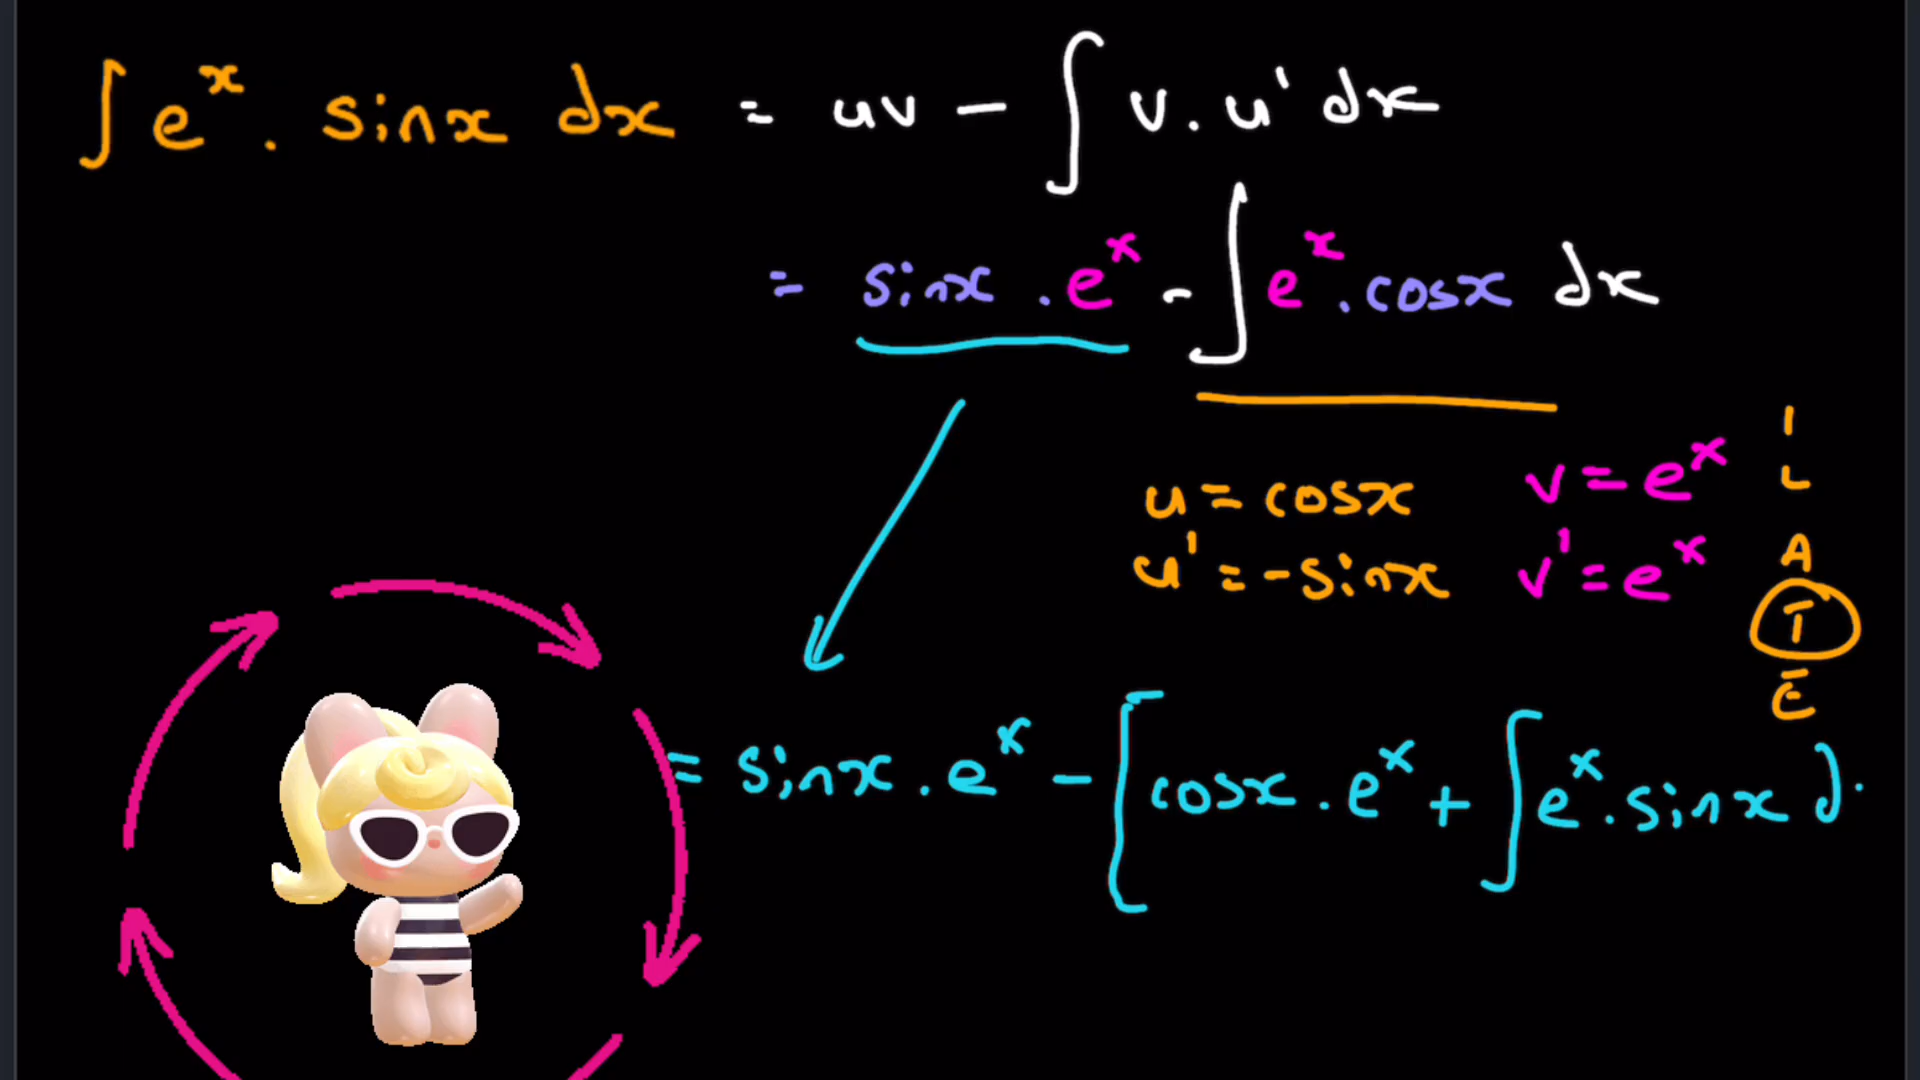 ∫ eˣ . sinx dx = uv - ∫ v . u' dx
= sinx . eˣ - ∫ eˣ . cosx dx
I
L
A
T
E
u = cosx v = eˣ
u' = -sinx v' = eˣ
= sinx . eˣ - [ cosx . eˣ + ∫ eˣ . sinx d